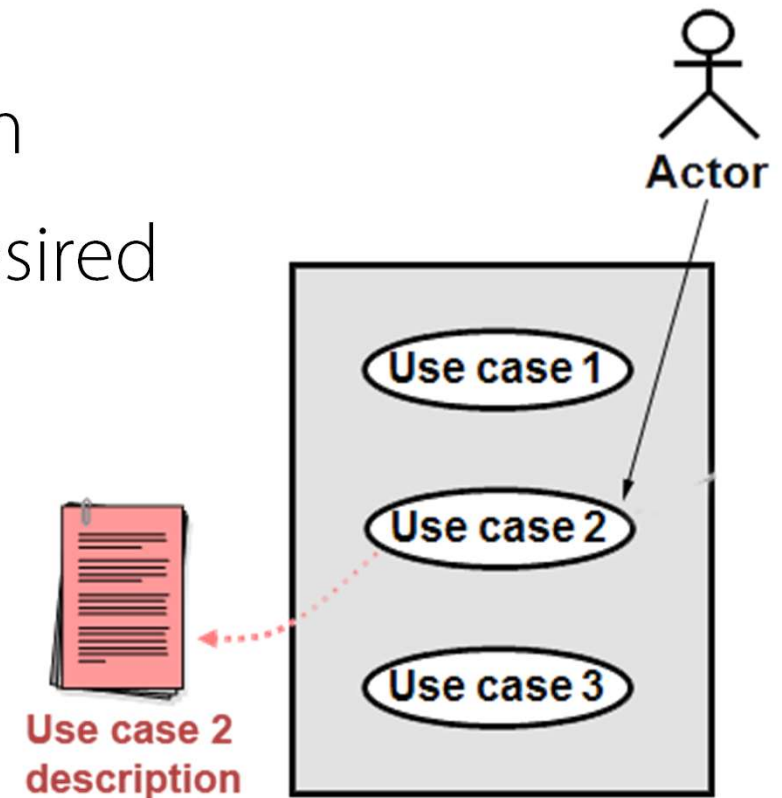 n
sired
Actor
Use case 1
Use case 2
Use case 3
Use case 2
description